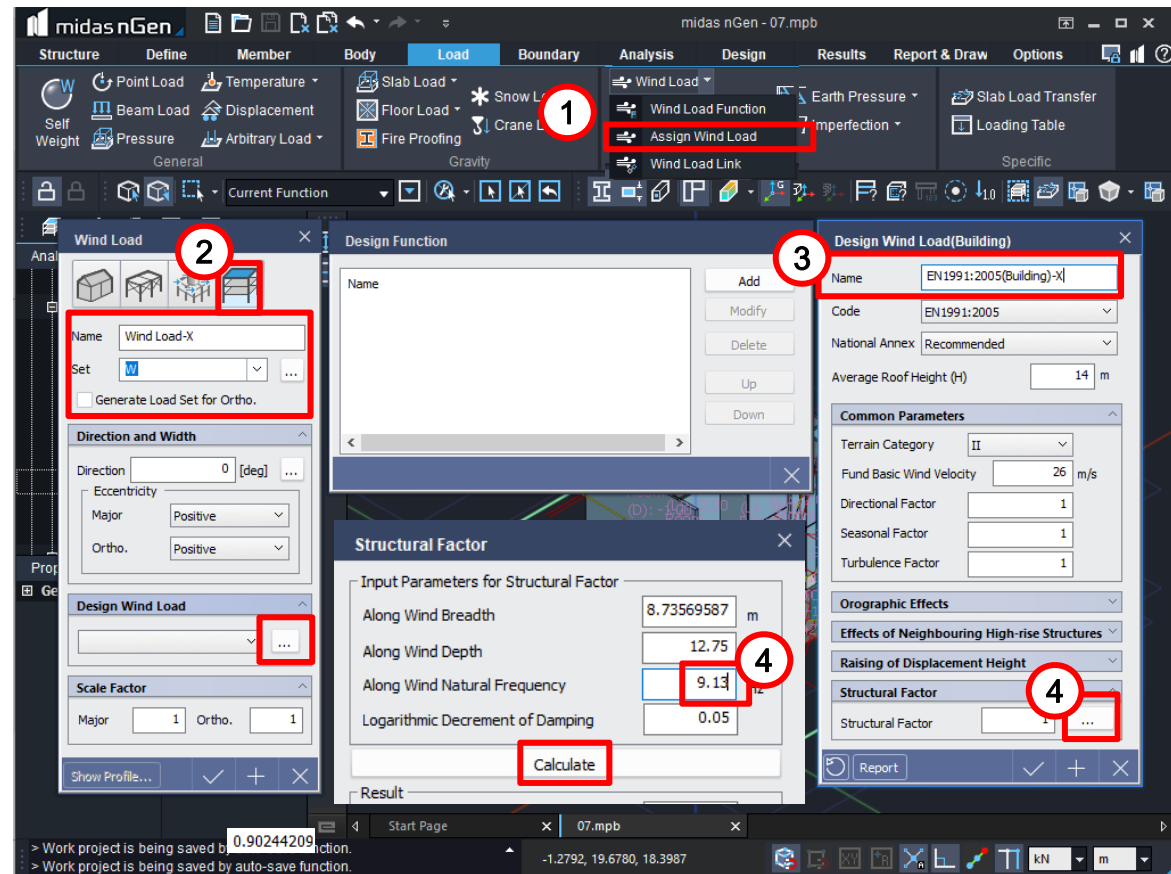 midas nGen
midas nGen - 07.mpb
Structure Define Member Body Load Boundary Analysis Design Results Report & Draw Options
Self Weight
Point Load
Beam Load
Pressure
Temperature
Displacement
Arbitrary Load
General
Slab Load
Floor Load
Fire Proofing
Gravity
1
Wind Load
Wind Load Function
Assign Wind Load
Wind Load Link
Earth Pressure
Imperfection
Slab Load Transfer
Loading Table
Specific
Current Function
Wind Load
2
Name Wind Load-X
Set W ...
Generate Load Set for Ortho.
Direction and Width
Direction 0 [deg] ...
Eccentricity
Major Positive
Ortho. Positive
Design Wind Load
...
Scale Factor
Major 1 Ortho. 1
Show Profile...
Design Function
Name
Add
Modify
Delete
Up
Down
Structural Factor
Input Parameters for Structural Factor
Along Wind Breadth 8.73569587 m
Along Wind Depth 12.75
4
Along Wind Natural Frequency 9.13
Logarithmic Decrement of Damping 0.05
Calculate
Result
Design Wind Load(Building)
3
Name EN1991:2005(Building)-X
Code EN1991:2005
National Annex Recommended
Average Roof Height (H) 14 m
Common Parameters
Terrain Category II
Fund Basic Wind Velocity 26 m/s
Directional Factor 1
Seasonal Factor 1
Turbulence Factor 1
Orographic Effects
Effects of Neighbouring High-rise Structures
Raising of Displacement Height
Structural Factor
4
Structural Factor 1 ...
Report
Start Page 07.mpb
0.90244209
> Work project is being saved
> Work project is being saved by auto-save function.
-1.2792, 19.6780, 18.3987
kN m